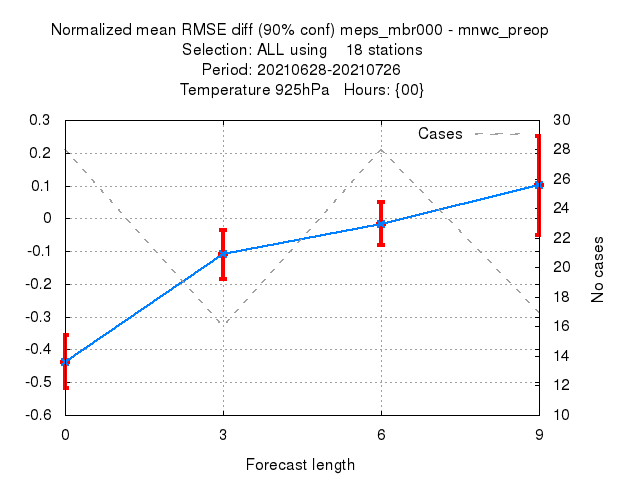 Normalized mean RMSE diff (90% conf) meps_mbr000 - mnwc_preop
Selection: ALL using    18 stations
Period: 20210628-20210726
Temperature 925hPa   Hours: {00}
Cases
0.3
0.2
0.1
0
-0.1
-0.2
-0.3
-0.4
-0.5
-0.6
30
28
26
24
22
20
18
16
14
12
10
No cases
0 3 6 9
Forecast length